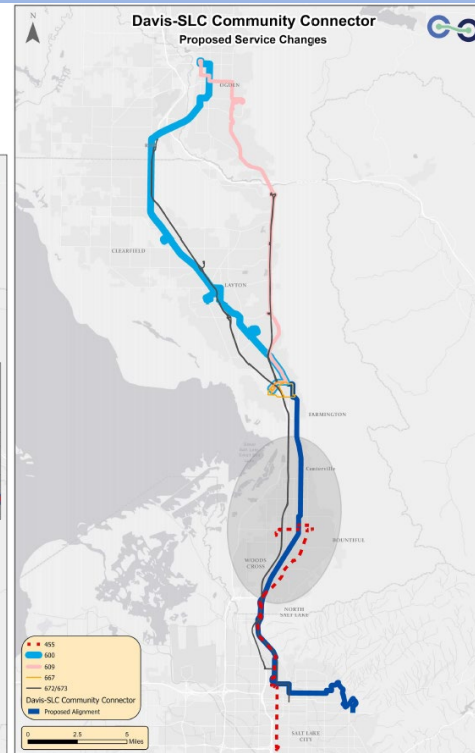 Davis-SLC Community Connector
Proposed Service Changes
N
OGDEN
CLEARFIELD
LAYTON
FARMINGTON
Centerville
BOUNTIFUL
WOODS
CROSS
NORTH
SALT LAKE
SALT LAKE
CITY
455
600
609
667
672/673
Davis-SLC Community Connector
Proposed Alignment
0 2.5 5
Miles